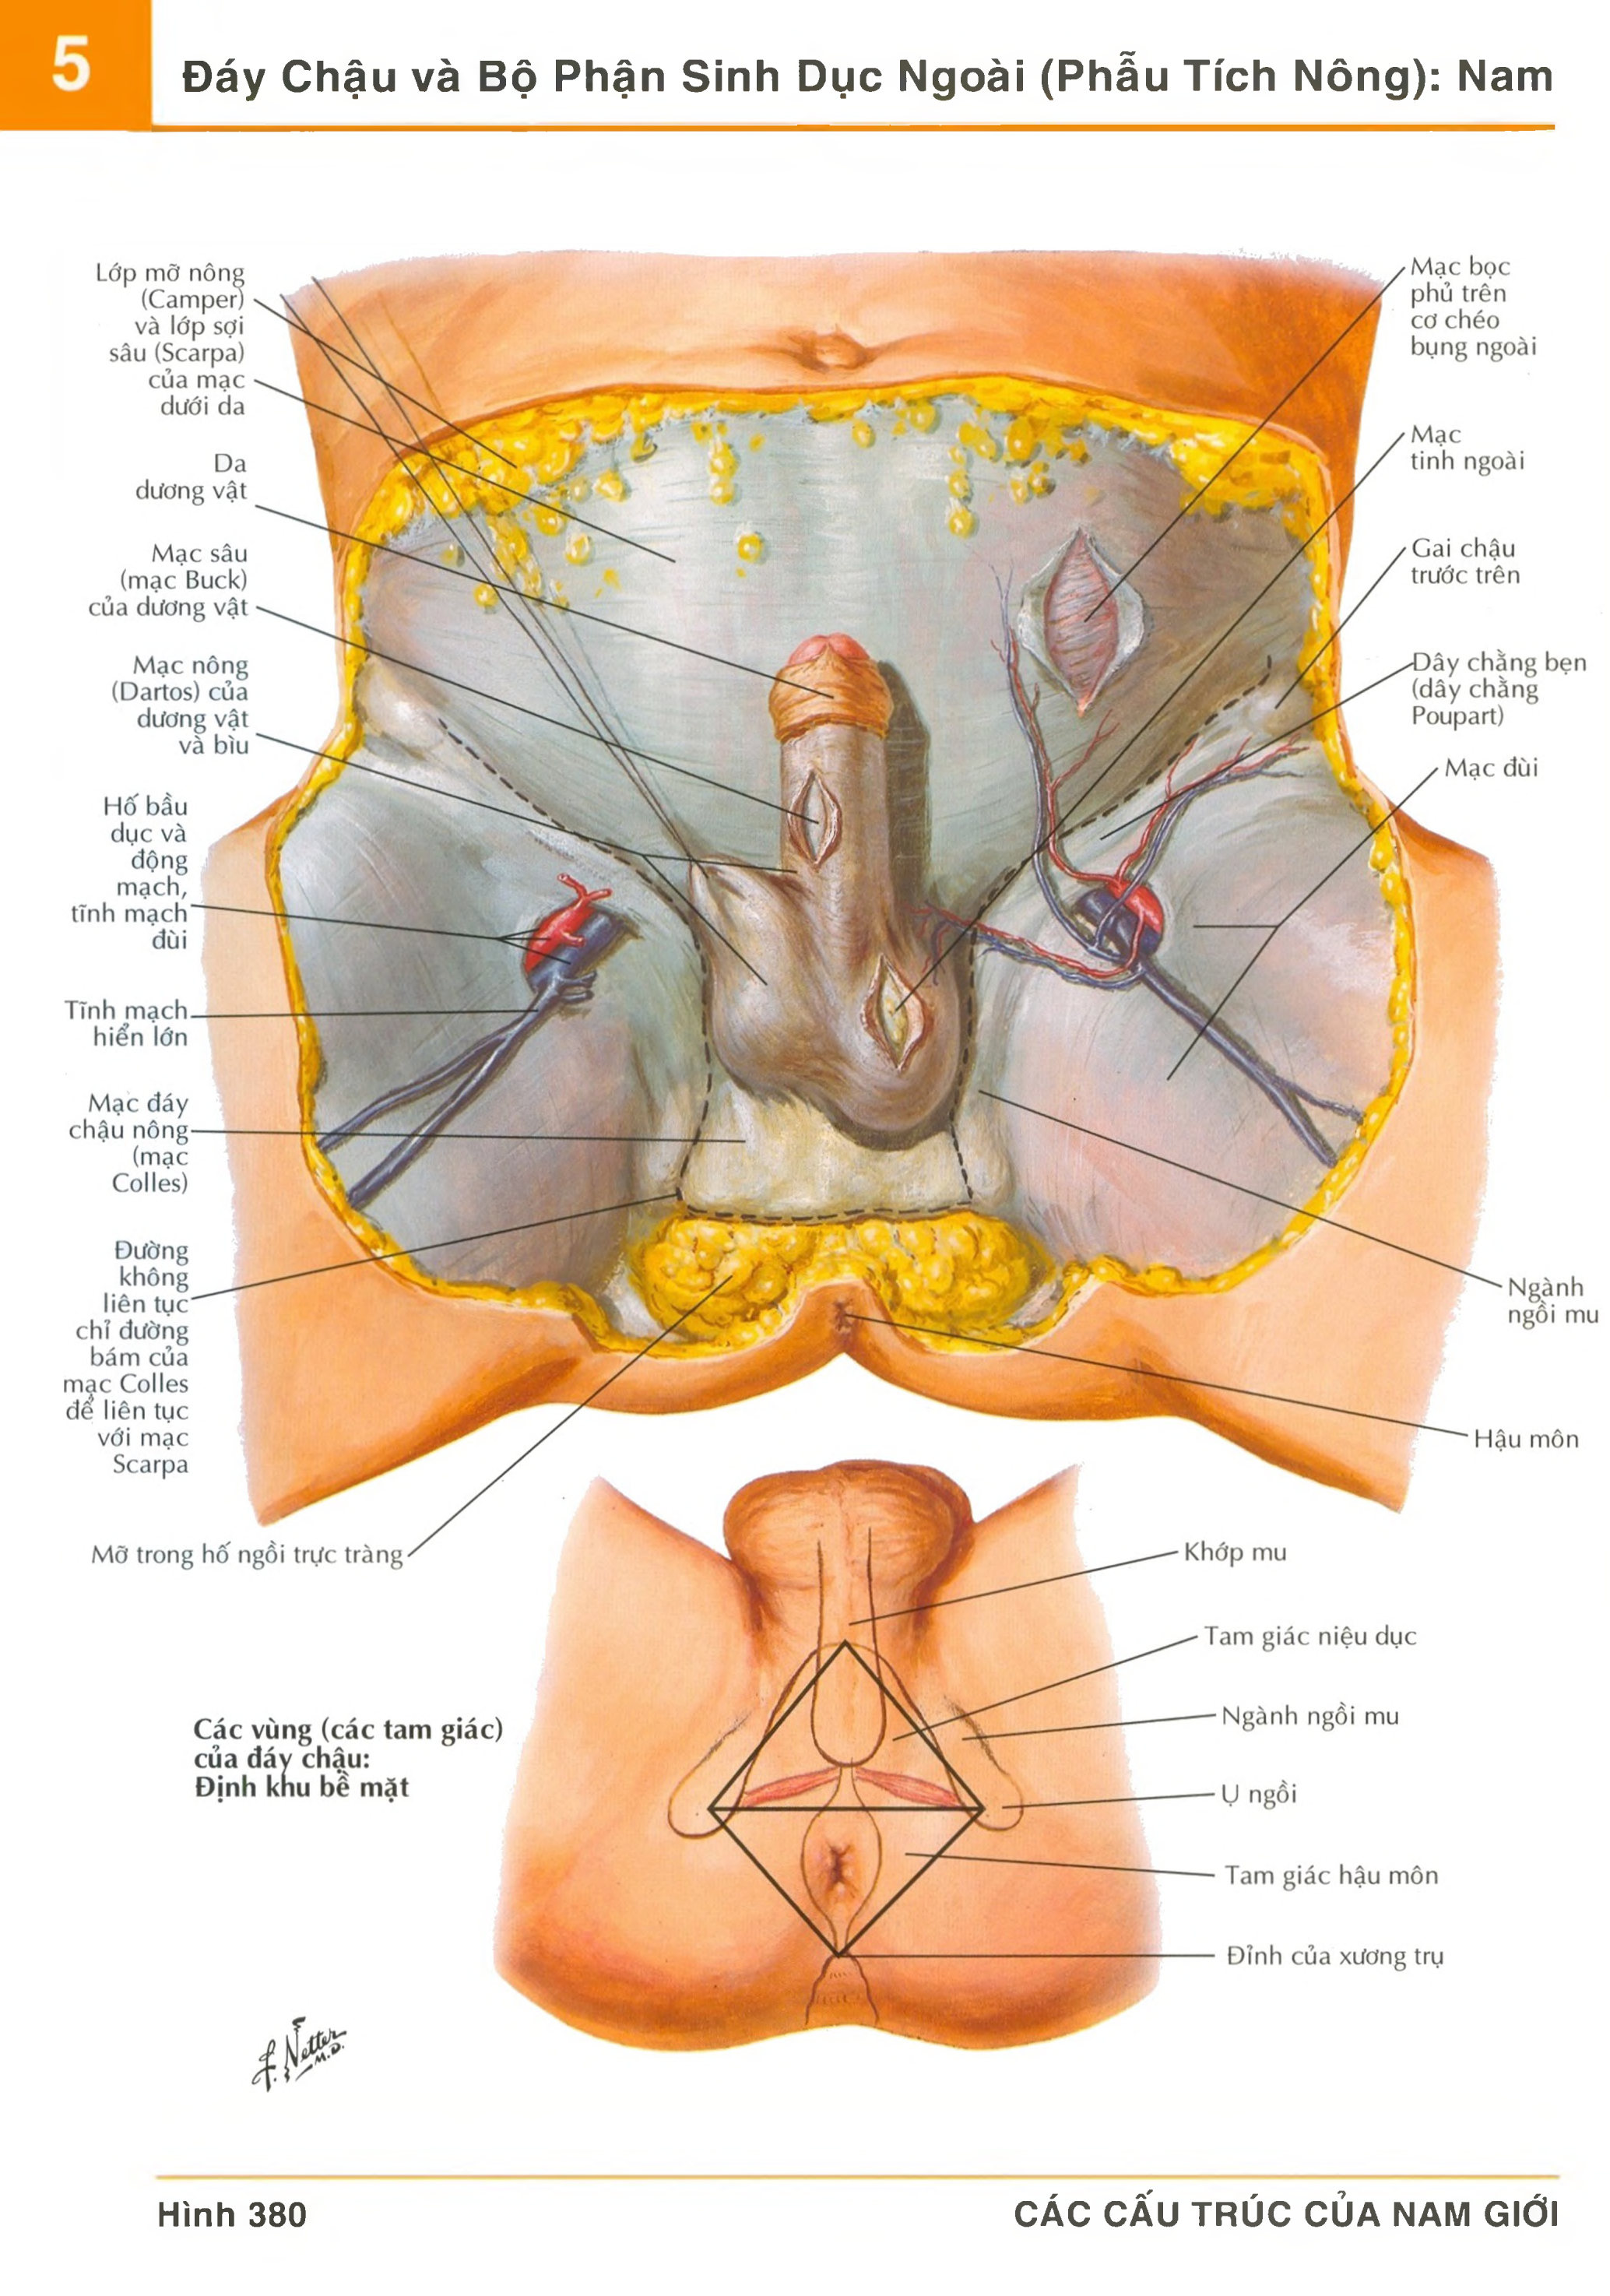 5
Đáy Chậu và Bộ Phận Sinh Dục Ngoài (Phẫu Tích Nông): Nam
Lớp mỡ nông
(Camper)
và lớp sợi
sâu (Scarpa)
của mạc
dưới da
Da
dương vật
Mạc sâu
(mạc Buck)
của dương vật
Mạc nông
(Dartos) của
dương vật
và bìu
Hố bầu
dục và
động
mạch,
tĩnh mạch
đùi
Tĩnh mạch
hiển lớn
Mạc đáy
chậu nông
(mạc
Colles)
Đường
không
liên tục
chỉ đường
bám của
mạc Colles
để liên tục
với mạc
Scarpa
Mỡ trong hố ngồi trực tràng
Mạc bọc
phủ trên
cơ chéo
bụng ngoài
Mạc
tinh ngoài
Gai chậu
trước trên
Dây chằng bẹn
(dây chằng
Poupart)
Mạc đùi
Ngành
ngồi mu
Hậu môn
Khớp mu
Tam giác niệu dục
Ngành ngồi mu
Ụ ngồi
Tam giác hậu môn
Đỉnh của xương trụ
Các vùng (các tam giác)
của đáy chậu:
Định khu bề mặt
F. Netter
M.D.
Hình 380
CÁC CẤU TRÚC CỦA NAM GIỚI